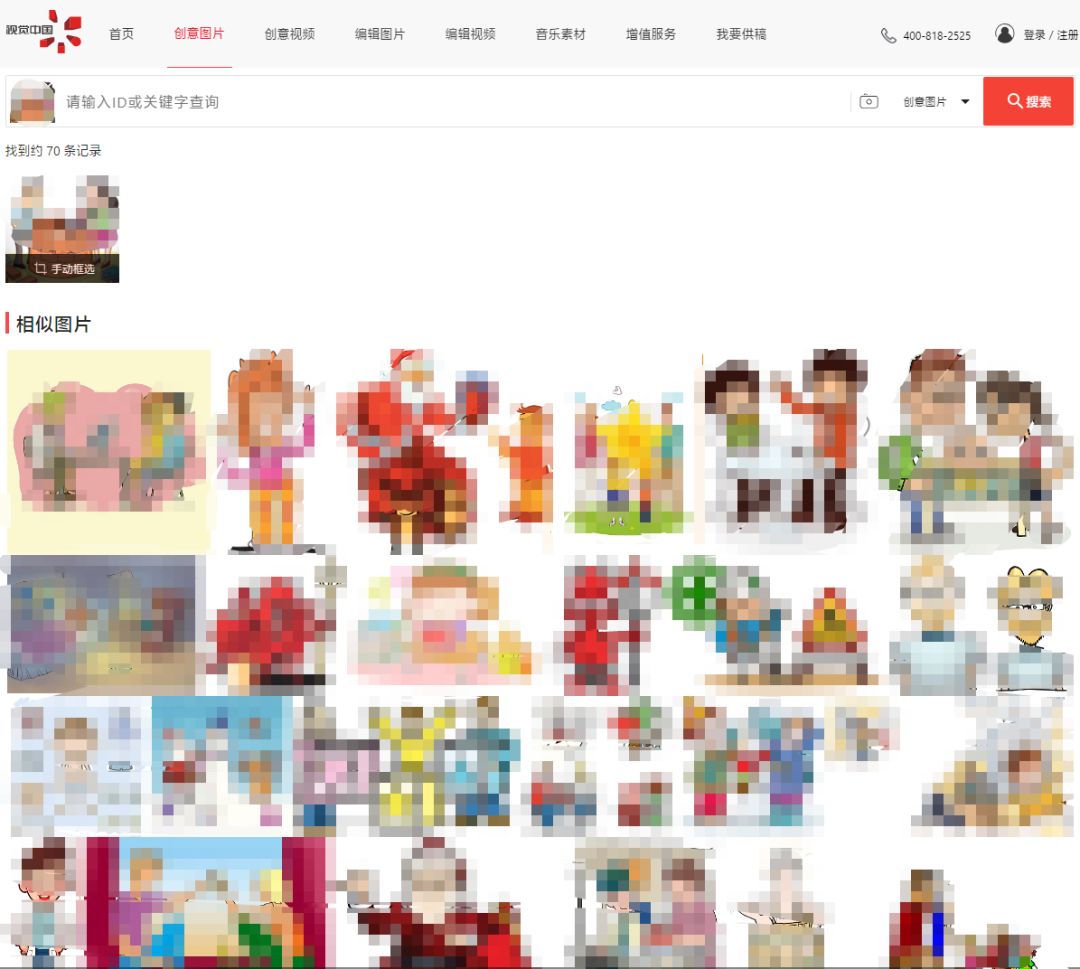 视觉中国
首页 创意图片 创意视频 编辑图片 编辑视频 音乐素材 增值服务 我要供稿 400-818-2525 登录 / 注册
请输入ID或关键字查询 创意图片 搜索
找到约 70 条记录
手动框选
相似图片